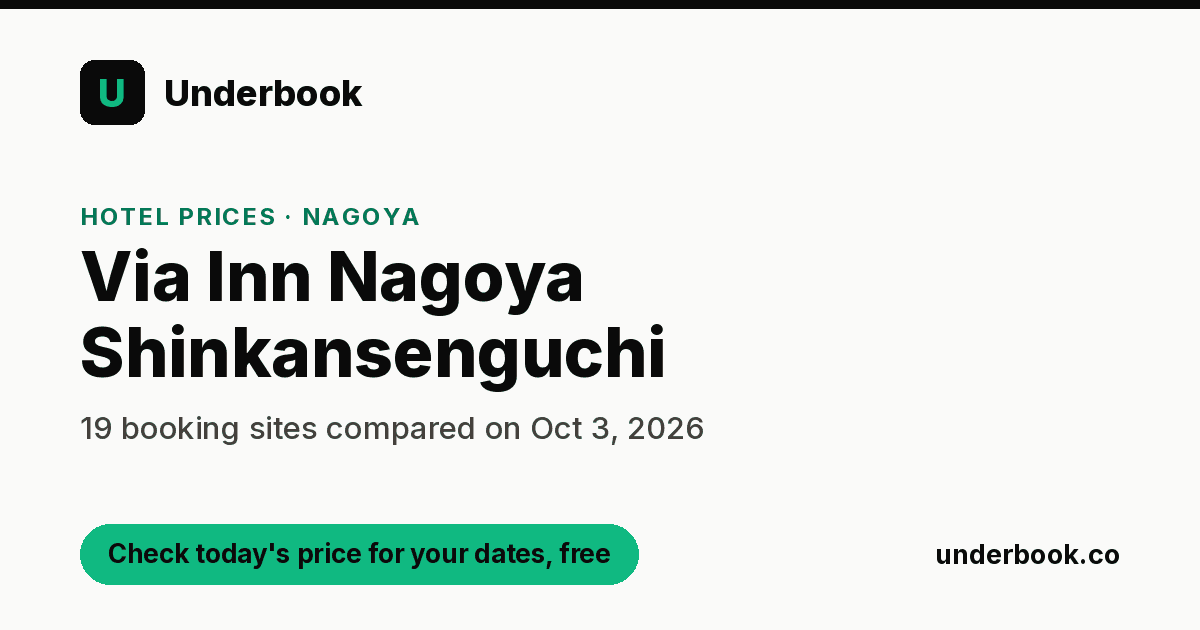 U
Underbook
HOTEL PRICES · NAGOYA
Via Inn Nagoya
Shinkansenguchi
19 booking sites compared on Oct 3, 2026
Check today's price for your dates, free
underbook.co